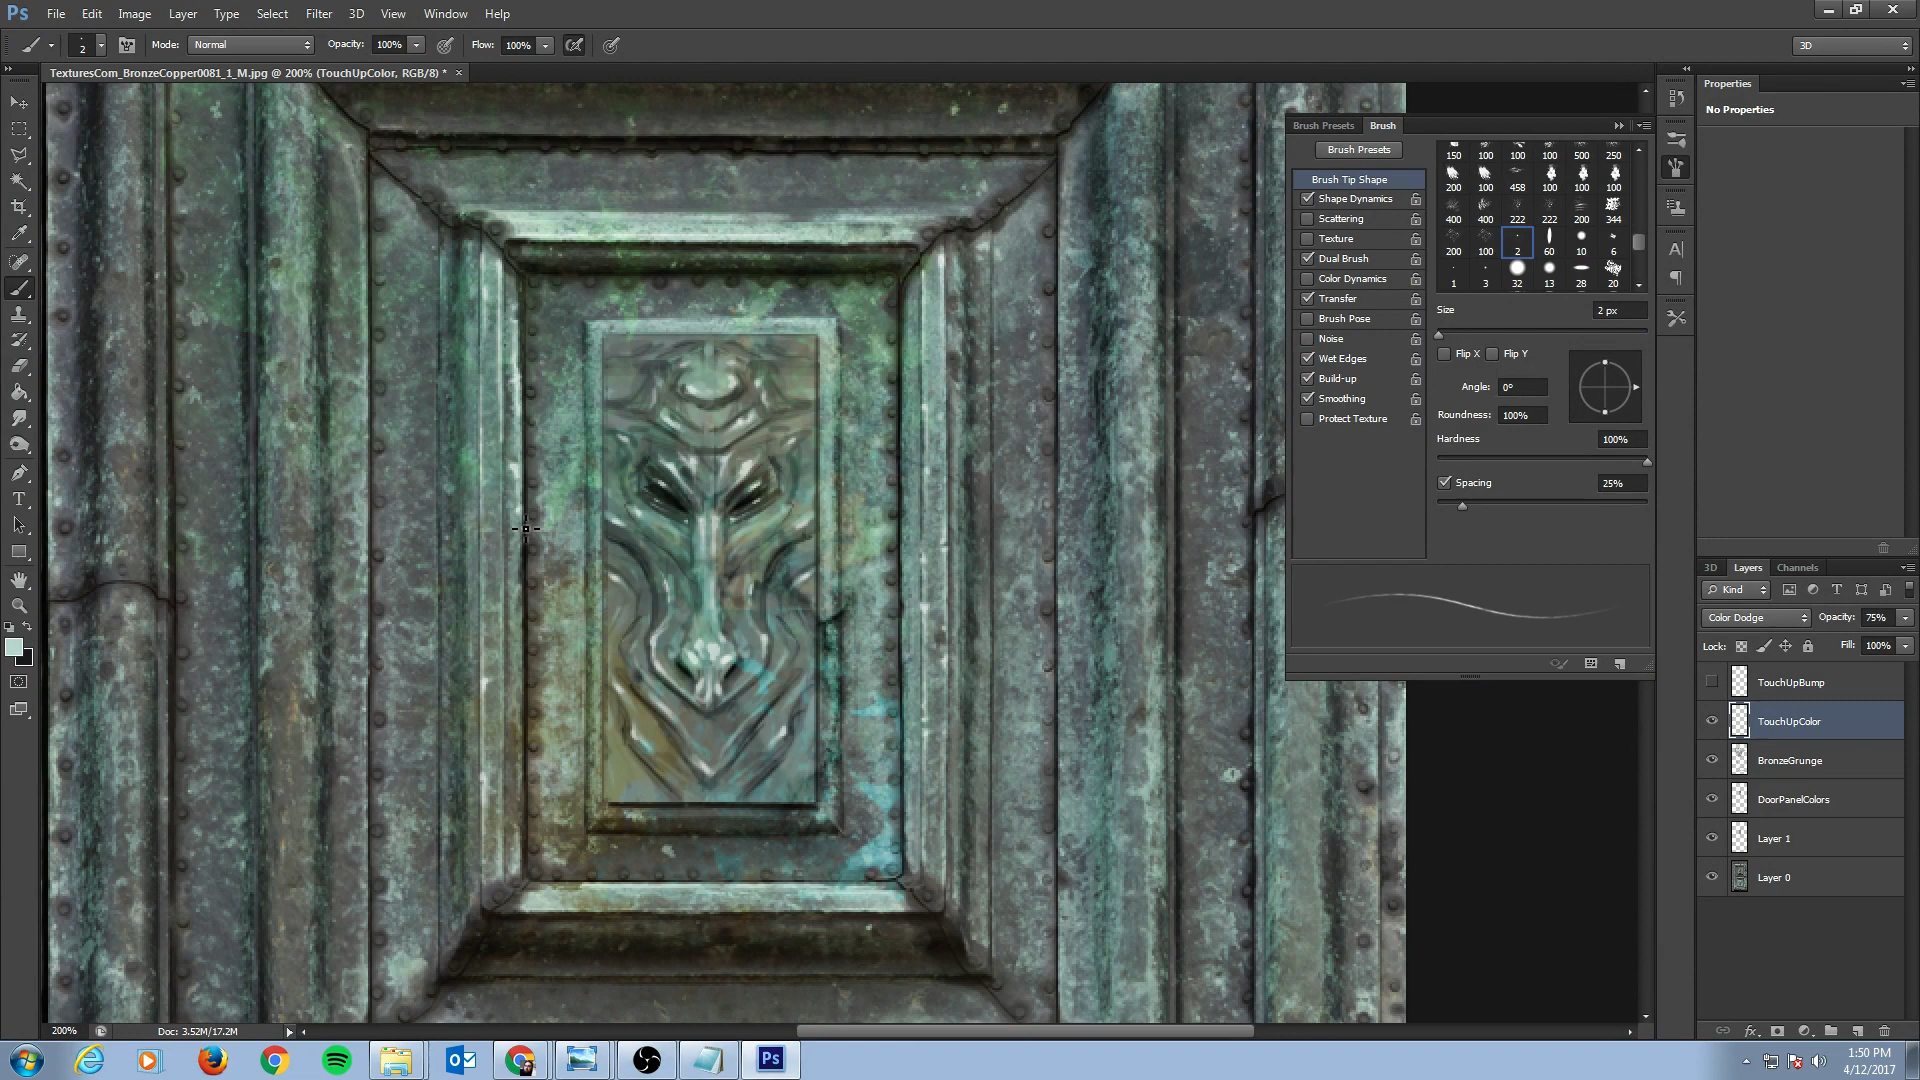 Ps File Edit Image Layer Type Select Filter 3D View Window Help
2 Mode: Normal Opacity: 100% Flow: 100% 3D
TexturesCom_BronzeCopper0081_1_M.jpg @ 200% (TouchUpColor, RGB/8) *
Properties
No Properties
Brush Presets Brush
Brush Presets
Brush Tip Shape
Shape Dynamics
Scattering
Texture
Dual Brush
Color Dynamics
Transfer
Brush Pose
Noise
Wet Edges
Build-up
Smoothing
Protect Texture
150 100 100 100 500 250
200 100 458 100 100 100
400 400 222 222 200 344
200 100 2 60 10 6
1 3 32 13 28 20
Size 2 px
Flip X Flip Y
Angle: 0º
Roundness: 100%
Hardness 100%
Spacing 25%
3D Layers Channels
Kind
Color Dodge Opacity: 75%
Lock: Fill: 100%
TouchUpBump
TouchUpColor
BronzeGrunge
DoorPanelColors
Layer 1
Layer 0
fx
200% Doc: 3.52M/17.2M
Ps
1:50 PM
4/12/2017